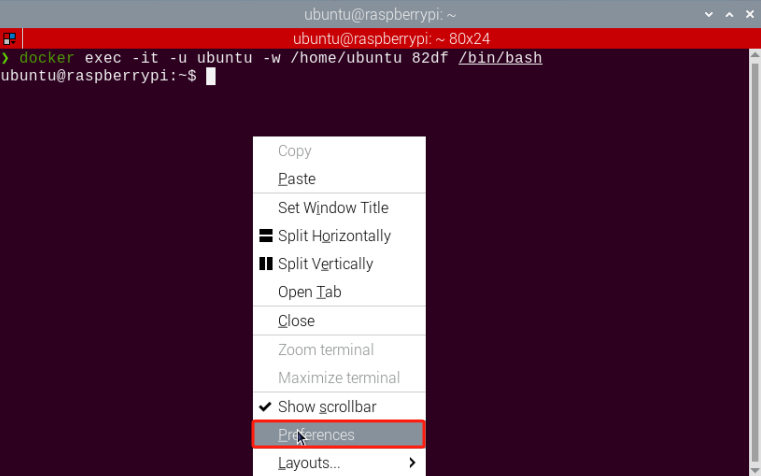 ubuntu@raspberrypi: ~
ubuntu@raspberrypi: ~ 80x24
❯ docker exec -it -u ubuntu -w /home/ubuntu 82df /bin/bash
ubuntu@raspberrypi:~$
Copy
Paste
Set Window Title
Split Horizontally
Split Vertically
Open Tab
Close
Zoom terminal
Maximize terminal
Show scrollbar
Preferences
Layouts...